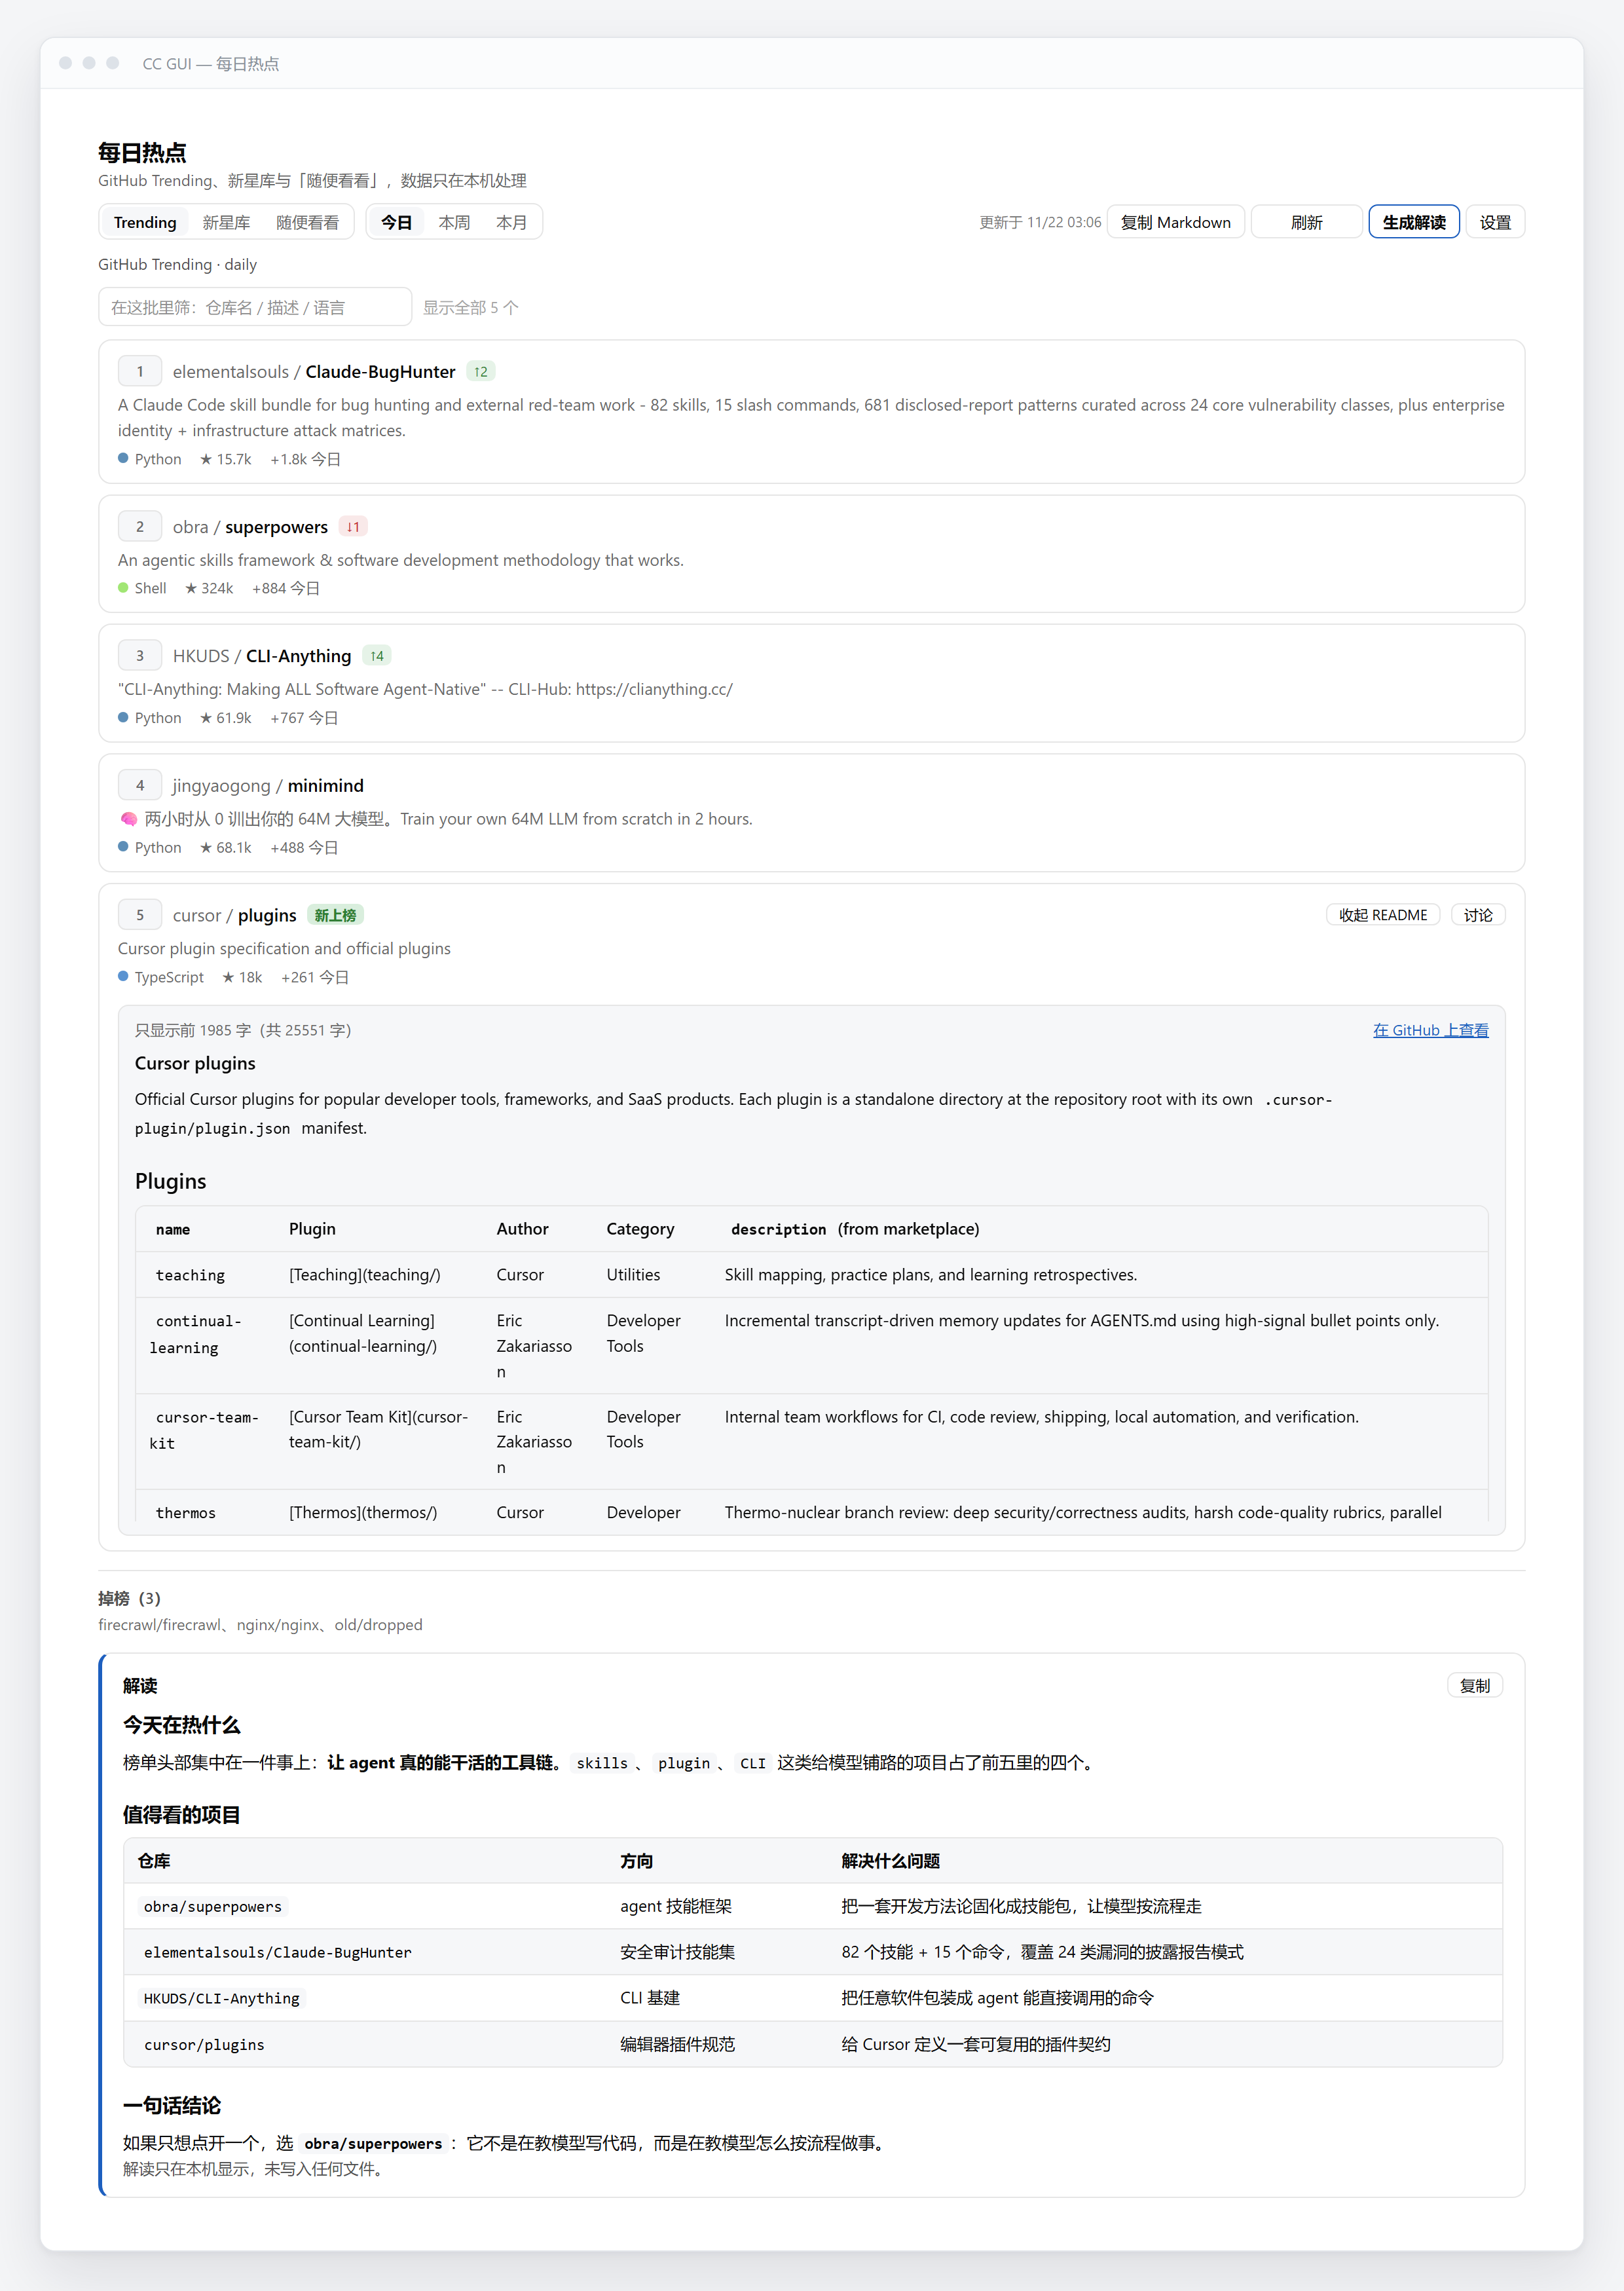 CC GUI — 每日热点
每日热点
GitHub Trending、新星库与「随便看看」，数据只在本机处理
Trending 新星库 随便看看 今日 本周 本月 更新于 11/22 03:06 复制 Markdown 刷新 生成解读 设置
GitHub Trending · daily
在这批里筛：仓库名 / 描述 / 语言 显示全部 5 个
1 elementalsouls / Claude-BugHunter ↑2
A Claude Code skill bundle for bug hunting and external red-team work - 82 skills, 15 slash commands, 681 disclosed-report patterns curated across 24 core vulnerability classes, plus enterprise
identity + infrastructure attack matrices.
Python ★ 15.7k +1.8k 今日
2 obra / superpowers ↓1
An agentic skills framework & software development methodology that works.
Shell ★ 324k +884 今日
3 HKUDS / CLI-Anything ↑4
"CLI-Anything: Making ALL Software Agent-Native" -- CLI-Hub: https://clianything.cc/
Python ★ 61.9k +767 今日
4 jingyaogong / minimind
🧠 两小时从 0 训出你的 64M 大模型。Train your own 64M LLM from scratch in 2 hours.
Python ★ 68.1k +488 今日
5 cursor / plugins 新上榜 收起 README 讨论
Cursor plugin specification and official plugins
TypeScript ★ 18k +261 今日
只显示前 1985 字（共 25551 字） 在 GitHub 上查看
Cursor plugins
Official Cursor plugins for popular developer tools, frameworks, and SaaS products. Each plugin is a standalone directory at the repository root with its own .cursor-
plugin/plugin.json manifest.
Plugins
name Plugin Author Category description (from marketplace)
teaching [Teaching](teaching/) Cursor Utilities Skill mapping, practice plans, and learning retrospectives.
continual- [Continual Learning] Eric Developer Incremental transcript-driven memory updates for AGENTS.md using high-signal bullet points only.
learning (continual-learning/) Zakariasso Tools
n
cursor-team- [Cursor Team Kit](cursor- Eric Developer Internal team workflows for CI, code review, shipping, local automation, and verification.
kit team-kit/) Zakariasso Tools
n
thermos [Thermos](thermos/) Cursor Developer Thermo-nuclear branch review: deep security/correctness audits, harsh code-quality rubrics, parallel
掉榜（3）
firecrawl/firecrawl、nginx/nginx、old/dropped
解读 复制
今天在热什么
榜单头部集中在一件事上：让 agent 真的能干活的工具链。 skills 、 plugin 、 CLI 这类给模型铺路的项目占了前五里的四个。
值得看的项目
仓库 方向 解决什么问题
obra/superpowers agent 技能框架 把一套开发方法论固化成技能包，让模型按流程走
elementalsouls/Claude-BugHunter 安全审计技能集 82 个技能 + 15 个命令，覆盖 24 类漏洞的披露报告模式
HKUDS/CLI-Anything CLI 基建 把任意软件包装成 agent 能直接调用的命令
cursor/plugins 编辑器插件规范 给 Cursor 定义一套可复用的插件契约
一句话结论
如果只想点开一个，选 obra/superpowers ：它不是在教模型写代码，而是在教模型怎么按流程做事。
解读只在本机显示，未写入任何文件。